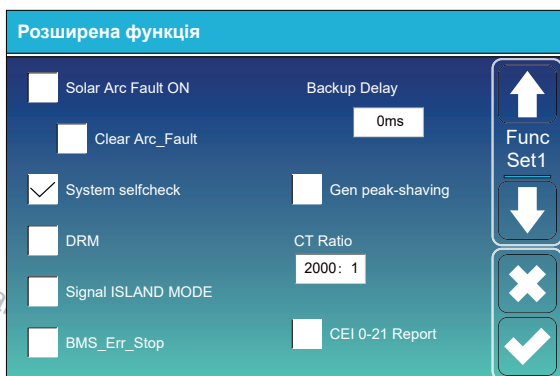 Розширена функція
Solar Arc Fault ON
Clear Arc_Fault
System selfcheck
DRM
Signal ISLAND MODE
BMS_Err_Stop
Backup Delay
0ms
Gen peak-shaving
CT Ratio
2000: 1
CEI 0-21 Report
Func
Set1